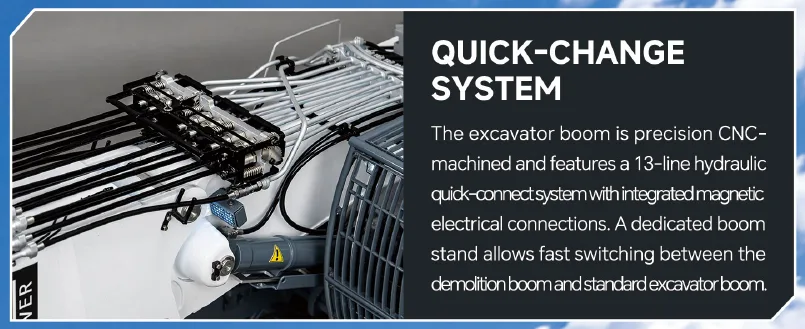 QUICK-CHANGE
SYSTEM
The excavator boom is precision CNC-
machined and features a 13-line hydraulic
quick-connect system with integrated magnetic
electrical connections. A dedicated boom
stand allows fast switching between the
demolition boom and standard excavator boom.